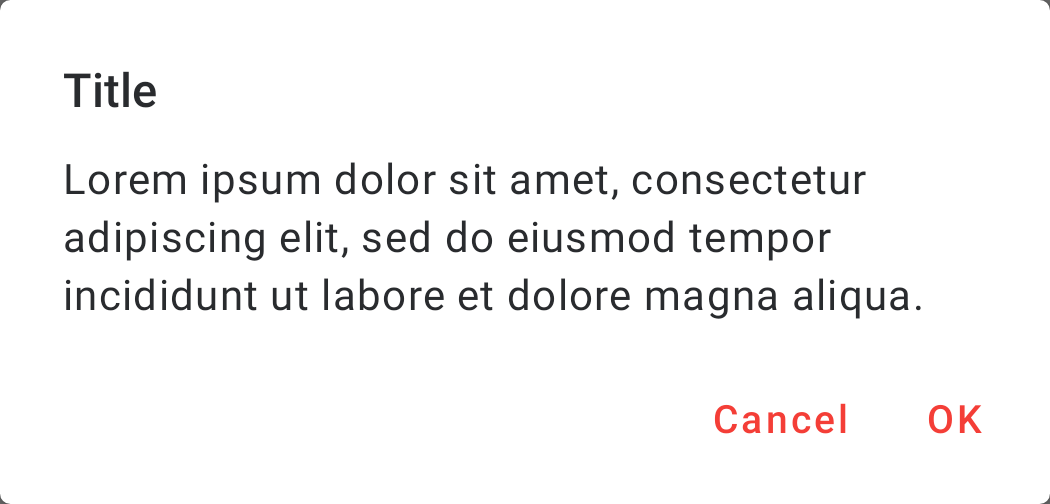 Title
Lorem ipsum dolor sit amet, consectetur
adipiscing elit, sed do eiusmod tempor
incididunt ut labore et dolore magna aliqua.
Cancel OK